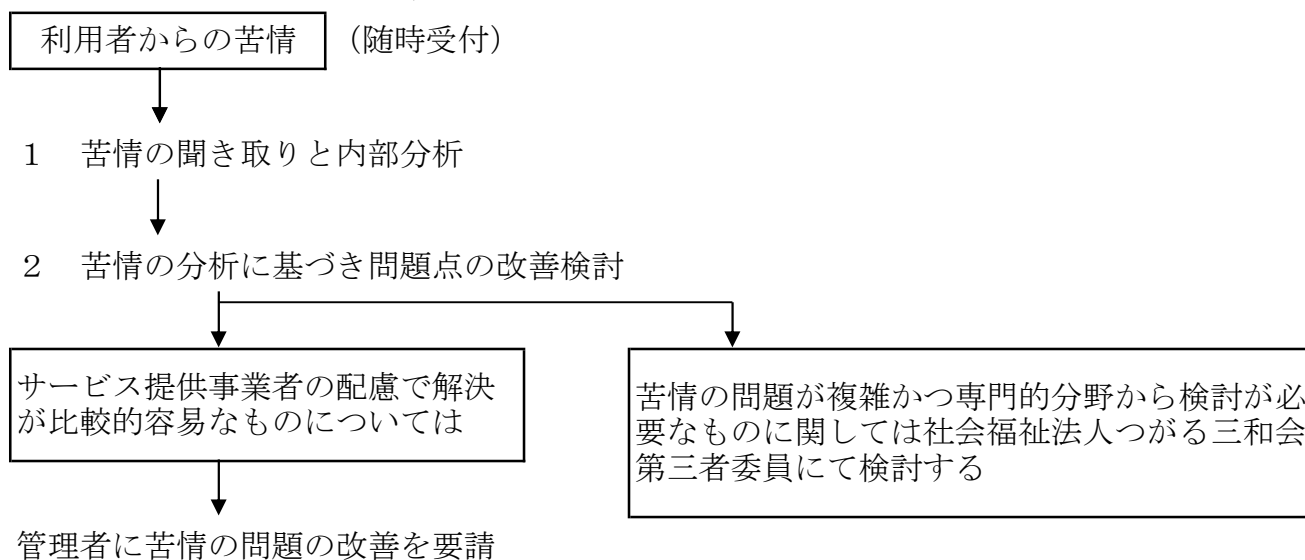 利用者からの苦情 （随時受付）
１　苦情の聞き取りと内部分析
２　苦情の分析に基づき問題点の改善検討
サービス提供事業者の配慮で解決
が比較的容易なものについては
苦情の問題が複雑かつ専門的分野から検討が必
要なものに関しては社会福祉法人つがる三和会
第三者委員にて検討する
管理者に苦情の問題の改善を要請